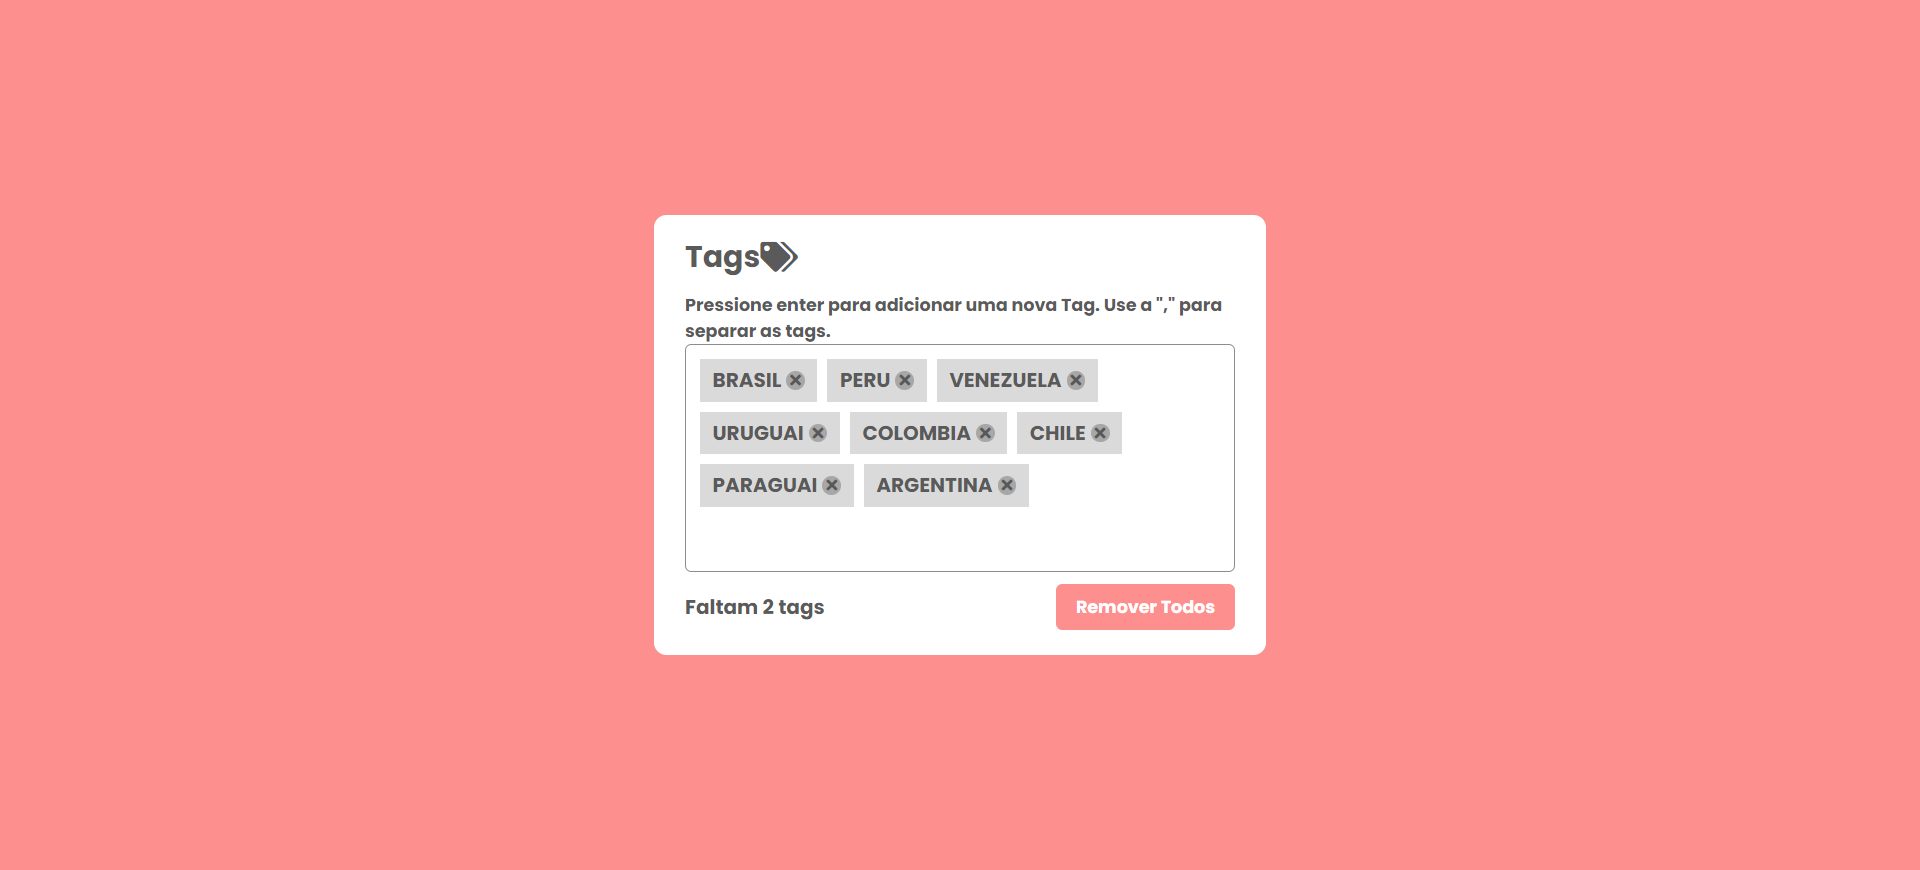 Tags
Pressione enter para adicionar uma nova Tag. Use a "," para
separar as tags.
BRASIL PERU VENEZUELA
URUGUAI COLOMBIA CHILE
PARAGUAI ARGENTINA
Faltam 2 tags Remover Todos